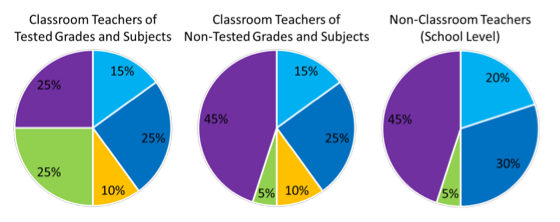 Classroom Teachers of
Tested Grades and Subjects
25%
15%
25%
25%
10%
Classroom Teachers of
Non-Tested Grades and Subjects
15%
45%
25%
5%
10%
Non-Classroom Teachers
(School Level)
20%
45%
30%
5%